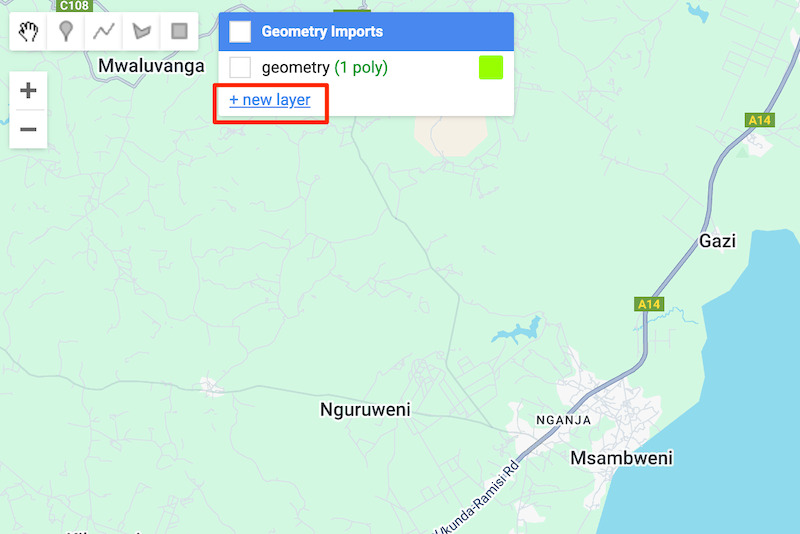 C108
Geometry Imports
Mwaluvanga
geometry (1 poly)
+ new layer
A14
Gazi
A14
Nguruweni
NGANJA
Msambweni
Vkunda-Ramisi Rd